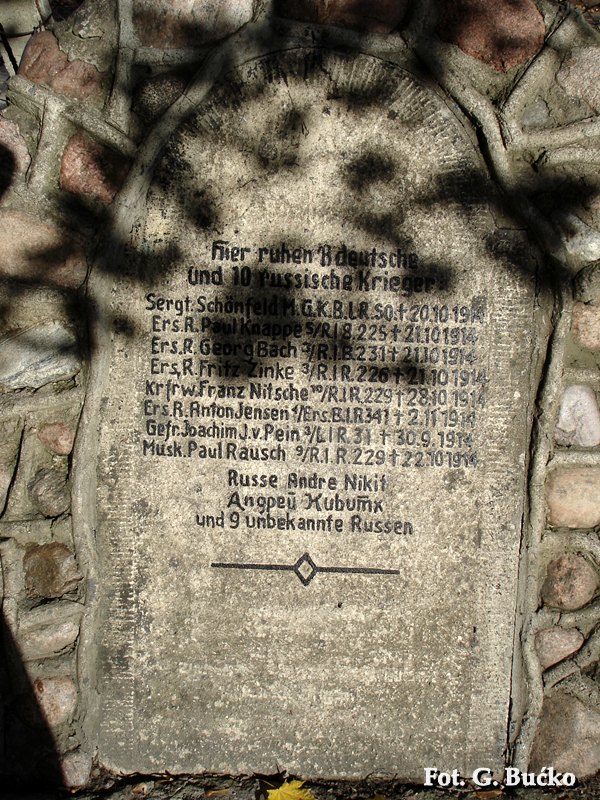 Hier ruhen 8 deutsche
und 10 russische Krieger:
Sergt. Schönfeld M.G.K.B.I.R.50.† 20.10.1914
Ers.R. Paul Knappe 5/R.I.B.225 † 21.10.1914
Ers.R. Georg Bach 3/R.I.B.231 † 21.10.1914
Ers.R. Fritz Zinke 3/R.I.R.226 † 21.10.1914
Krfrw. Franz Nitsche 10/R.I.R.229 † 28.10.1914
Ers.R. Anton Jensen 1/Ers.B.I.R.341 † 2.11.1914
Gefr. Joachim J.v. Pein 4/L.I.R.31 † 30.9.1914
Musk. Paul Rausch 9/R.I.R.229 † 22.10.1914
Russe Andre Nikit
Андрей Никитх
und 9 unbekannte Russen
Fot. G. Bućko